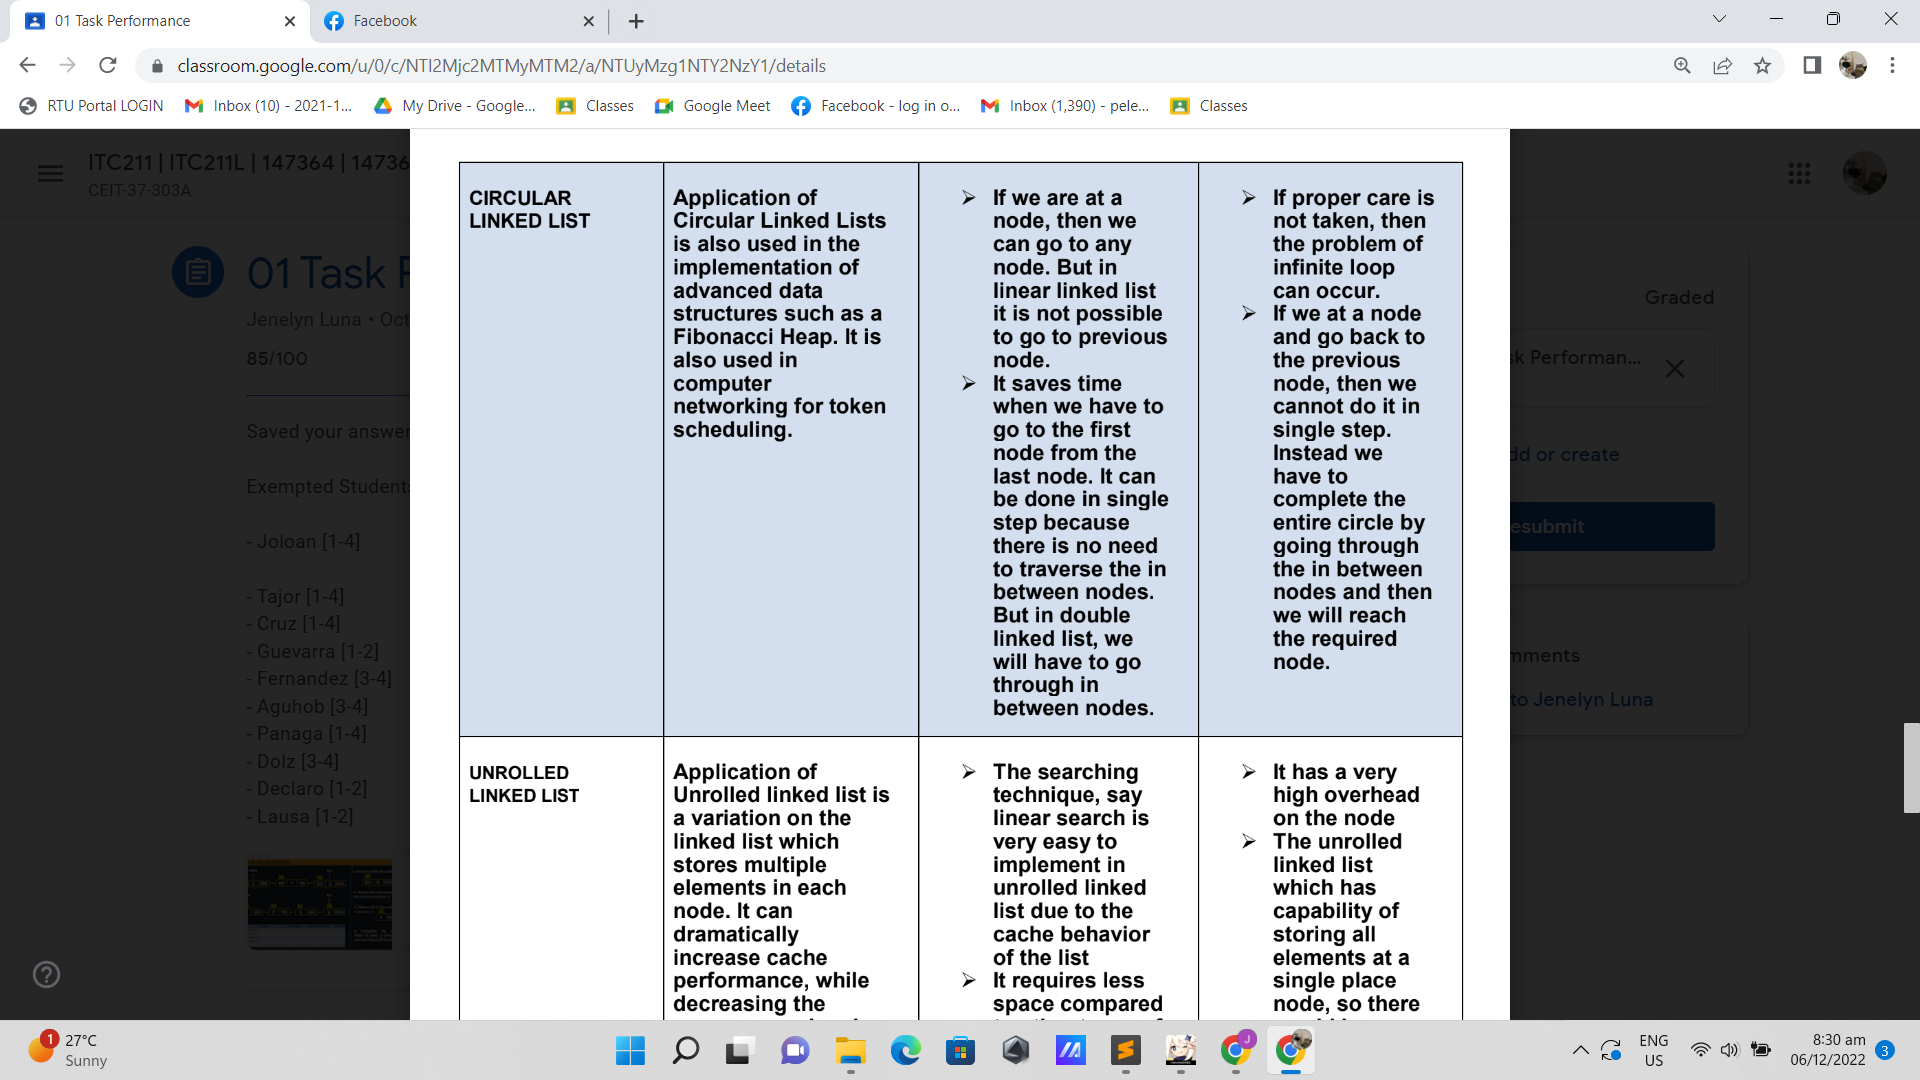 01 Task Performance
Facebook
classroom.google.com/u/0/c/NTI2Mjc2MTMyMTM2/a/NTUyMzg1NTY2NzY1/details
RTU Portal LOGIN
Inbox (10) - 2021-1...
My Drive - Google...
Classes
Google Meet
Facebook - log in o...
Inbox (1,390) - pele...
Classes
ITC211 | ITC211L | 147364 | 14736
CEIT-37-303A
01 Task P
Jenelyn Luna • Oct
85/100
Saved your answer
Exempted Student
- Joloan [1-4]
- Tajor [1-4]
- Cruz [1-4]
- Guevarra [1-2]
- Fernandez [3-4]
- Aguhob [3-4]
- Panaga [1-4]
- Dolz [3-4]
- Declaro [1-2]
- Lausa [1-2]
CIRCULAR
LINKED LIST
Application of
Circular Linked Lists
is also used in the
implementation of
advanced data
structures such as a
Fibonacci Heap. It is
also used in
computer
networking for token
scheduling.
➢ If we are at a
node, then we
can go to any
node. But in
linear linked list
it is not possible
to go to previous
node.
➢ It saves time
when we have to
go to the first
node from the
last node. It can
be done in single
step because
there is no need
to traverse the in
between nodes.
But in double
linked list, we
will have to go
through in
between nodes.
➢ If proper care is
not taken, then
the problem of
infinite loop
can occur.
➢ If we at a node
and go back to
the previous
node, then we
cannot do it in
single step.
Instead we
have to
complete the
entire circle by
going through
the in between
nodes and then
we will reach
the required
node.
UNROLLED
LINKED LIST
Application of
Unrolled linked list is
a variation on the
linked list which
stores multiple
elements in each
node. It can
dramatically
increase cache
performance, while
decreasing the
➢ The searching
technique, say
linear search is
very easy to
implement in
unrolled linked
list due to the
cache behavior
of the list
➢ It requires less
space compared
➢ It has a very
high overhead
on the node
➢ The unrolled
linked list
which has
capability of
storing all
elements at a
single place
node, so there
Graded
sk Performan...
dd or create
esubmit
mments
to Jenelyn Luna
1
27°C
Sunny
J
ENG
US
8:30 am
06/12/2022
3